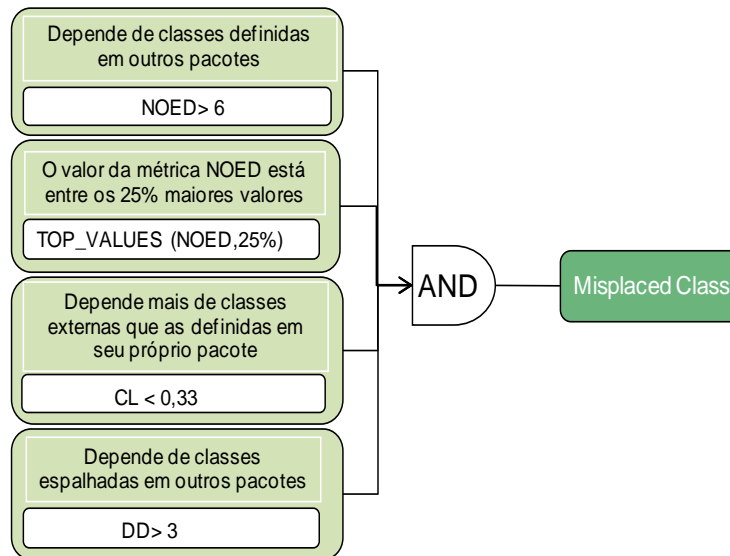 Depende de classes definidas
em outros pacotes
NOED> 6
O valor da métrica NOED está
entre os 25% maiores valores
TOP_VALUES (NOED,25%)
Depende mais de classes
externas que as definidas em
seu próprio pacote
CL < 0,33
Depende de classes
espalhadas em outros pacotes
DD> 3
AND
Misplaced Class